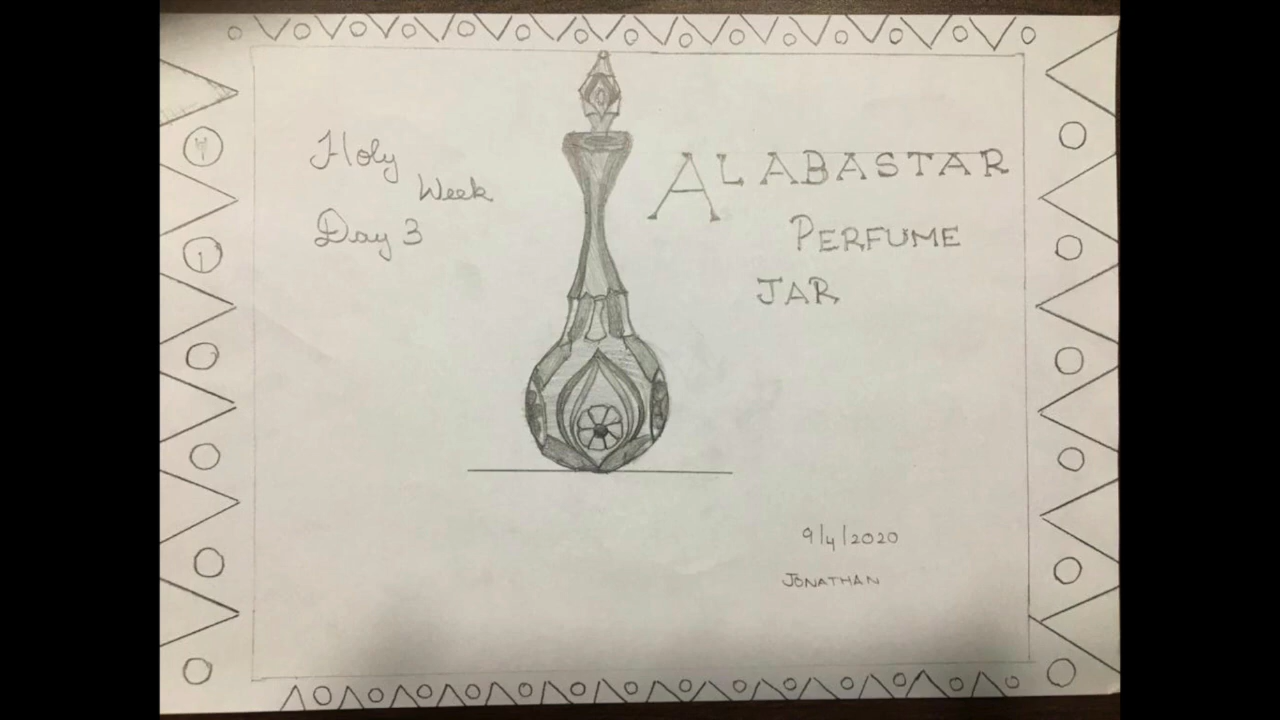 Holy
Week
Day 3
ALABASTAR
PERFUME
JAR
9/4/2020
JONATHAN